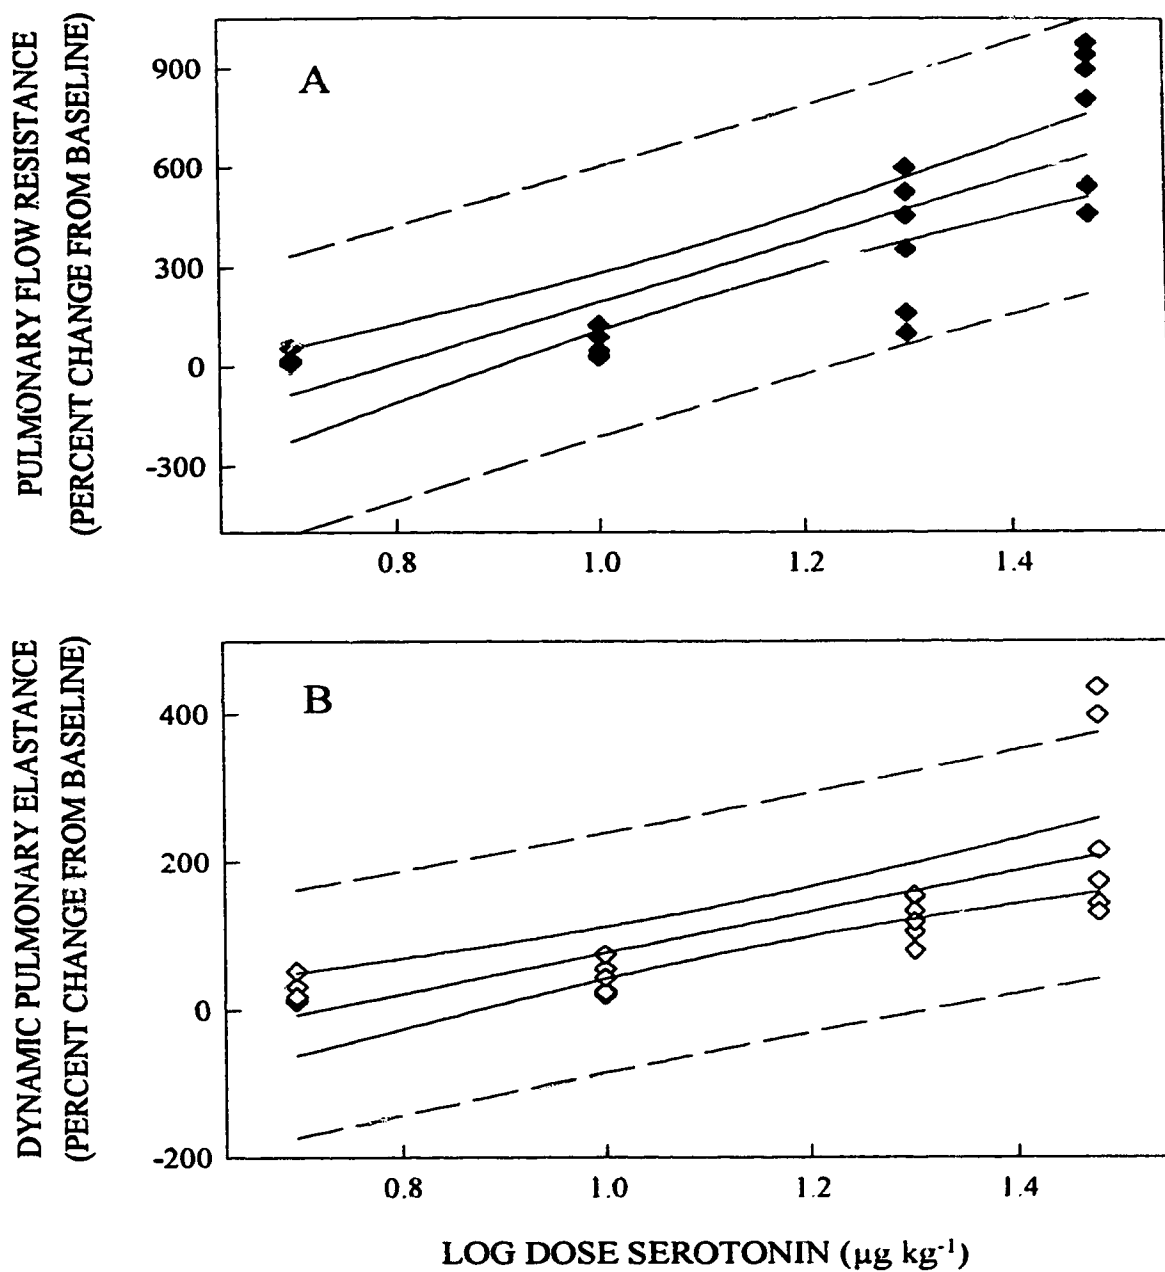 PULMONARY FLOW RESISTANCE
(PERCENT CHANGE FROM BASELINE)
A
900
600
300
0
-300
0.8 1.0 1.2 1.4
DYNAMIC PULMONARY ELASTANCE
(PERCENT CHANGE FROM BASELINE)
B
400
200
0
-200
0.8 1.0 1.2 1.4
LOG DOSE SEROTONIN (µg kg⁻¹)